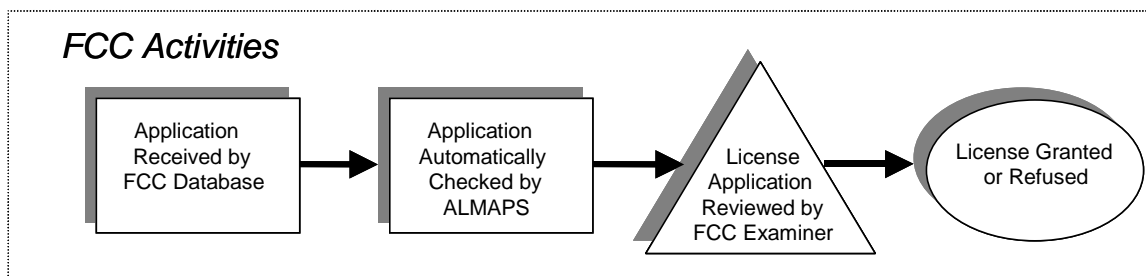 FCC Activities
Application
Received by
FCC Database
Application
Automatically
Checked by
ALMAPS
License
Application
Reviewed by
FCC Examiner
License Granted
or Refused